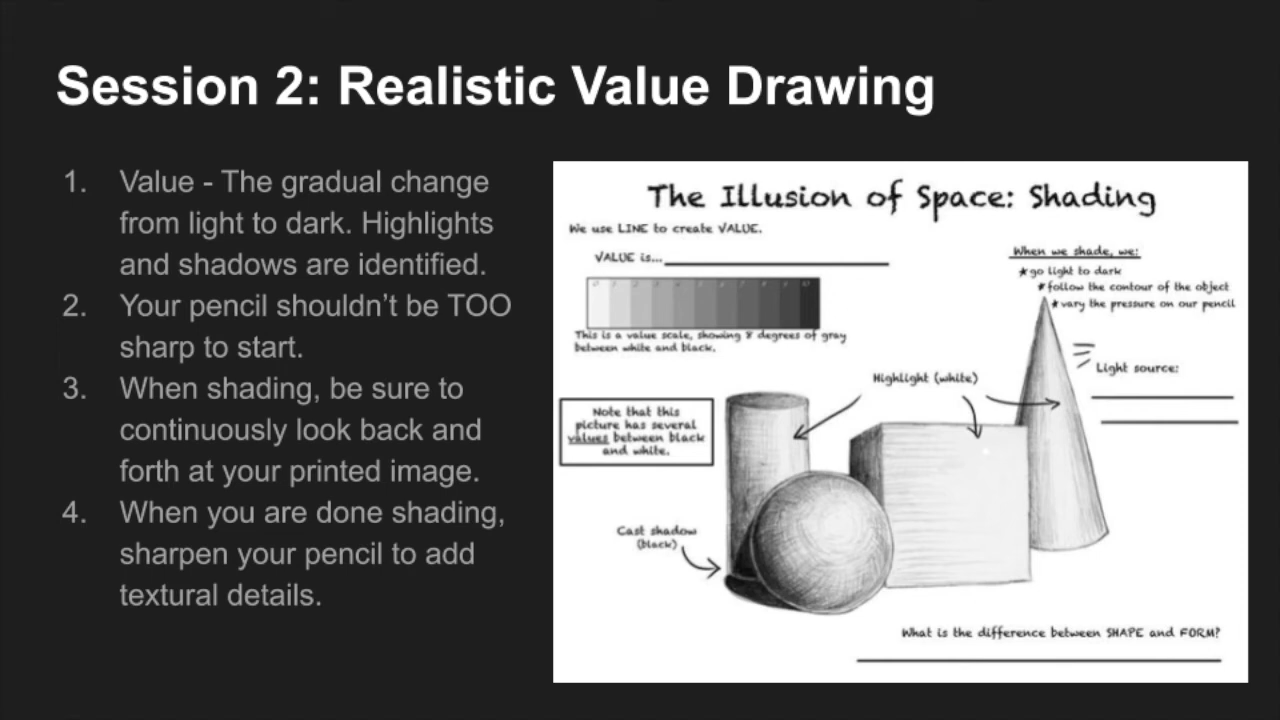 Session 2: Realistic Value Drawing
1. Value - The gradual change
from light to dark. Highlights
and shadows are identified.
2. Your pencil shouldn't be TOO
sharp to start.
3. When shading, be sure to
continuously look back and
forth at your printed image.
4. When you are done shading,
sharpen your pencil to add
textural details.
The Illusion of Space: Shading
We use LINE to create VALUE.
VALUE is...
This is a value scale, showing 8 degrees of gray
between white and black.
When we shade, we:
★go light to dark
★follow the contour of the object
★vary the pressure on our pencil
Light source:
Highlight (white)
Note that this
picture has several
values between black
and white.
Cast shadow
(black)
What is the difference between SHAPE and FORM?